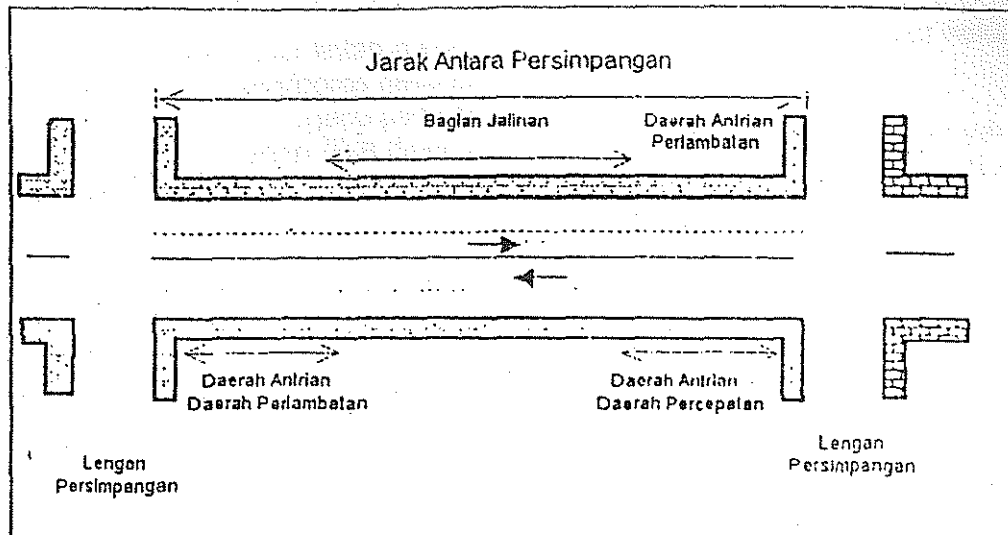 Jarak Antara Persimpangan
Bagian Jalinan
Daerah Antrian
Perlambatan
Daerah Antrian
Daerah Perlambatan
Daerah Antrian
Daerah Percepatan
Lengan
Persimpangan
Lengan
Persimpangan